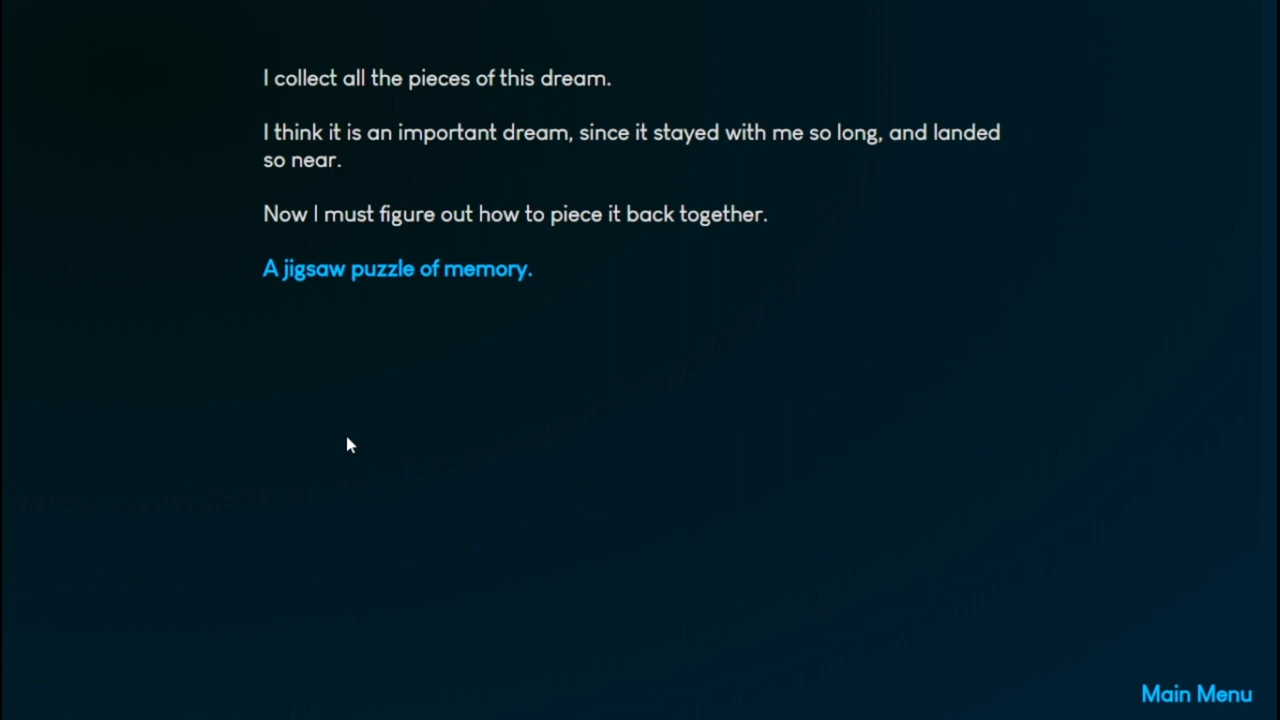 I collect all the pieces of this dream.
I think it is an important dream, since it stayed with me so long, and landed
so near.
Now I must figure out how to piece it back together.
A jigsaw puzzle of memory.
Main Menu